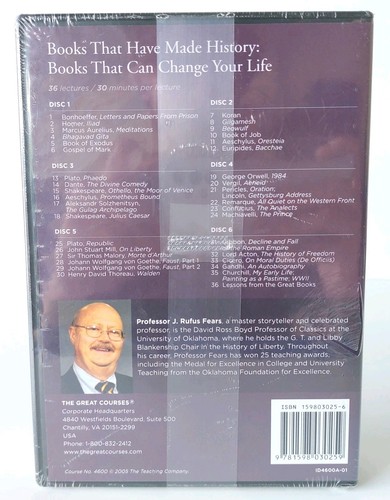 Books That Have Made History:
Books That Can Change Your Life
36 lectures / 30 minutes per lecture
DISC 1
1 Bonhoeffer, Letters and Papers From Prison
2 Homer, Iliad
3 Marcus Aurelius, Meditations
4 Bhagavad Gita
5 Book of Exodus
6 Gospel of Mark
DISC 2
7 Koran
8 Gilgamesh
9 Beowulf
10 Book of Job
11 Aeschylus, Oresteia
12 Euripides, Bacchae
DISC 3
13 Plato, Phaedo
14 Dante, The Divine Comedy
15 Shakespeare, Othello, the Moor of Venice
16 Aeschylus, Prometheus Bound
17 Aleksandr Solzhenitsyn,
The Gulag Archipelago
18 Shakespeare, Julius Caesar
DISC 4
19 George Orwell, 1984
20 Vergil, Aeneid
21 Pericles, Oration;
Lincoln, Gettysburg Address
22 Remarque, All Quiet on the Western Front
23 Confucius, The Analects
24 Machiavelli, The Prince
DISC 5
25 Plato, Republic
26 John Stuart Mill, On Liberty
27 Sir Thomas Malory, Morte d'Arthur
28 Johann Wolfgang von Goethe, Faust, Part 1
29 Johann Wolfgang von Goethe, Faust, Part 2
30 Henry David Thoreau, Walden
DISC 6
Gibbon, Decline and Fall
of the Roman Empire
32 Lord Acton, The History of Freedom
33 Cicero, On Moral Duties (De Officiis)
34 Gandhi, An Autobiography
35 Churchill, My Early Life;
Painting as a Pastime; WWII
36 Lessons from the Great Books
Professor J. Rufus Fears, a master storyteller and celebrated
professor, is the David Ross Boyd Professor of Classics at the
University of Oklahoma, where he holds the G. T. and Libby
Blankenship Chair in the History of Liberty. Throughout
his career, Professor Fears has won 25 teaching awards,
including the Medal for Excellence in College and University
Teaching from the Oklahoma Foundation for Excellence.
THE GREAT COURSES®
Corporate Headquarters
4840 Westfields Boulevard, Suite 500
Chantilly, VA 20151-2299
USA
Phone: 1-800-832-2412
www.thegreatcourses.com
Course No. 4600 © 2005 The Teaching Company.
ISBN 159803025-6
9 781598 030259
ID4600A-01